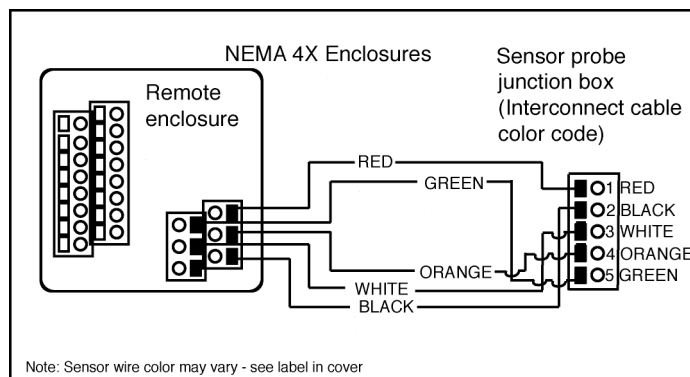 NEMA 4X Enclosures
Sensor probe
junction box
(Interconnect cable
color code)
Remote
enclosure
RED
GREEN
ORANGE
WHITE
BLACK
1 RED
2 BLACK
3 WHITE
4 ORANGE
5 GREEN
Note: Sensor wire color may vary - see label in cover